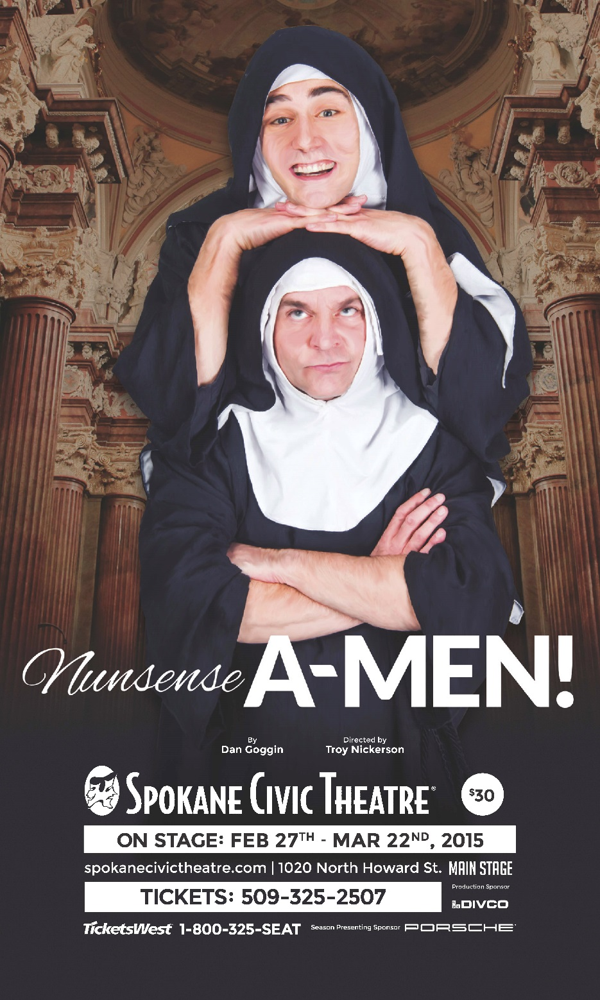 Nunsense A-MEN!
By
Dan Goggin
Directed by
Troy Nickerson
SPOKANE CIVIC THEATRE®
$30
ON STAGE: FEB 27TH - MAR 22ND, 2015
spokanecivictheatre.com | 1020 North Howard St. MAIN STAGE
TICKETS: 509-325-2507
Production Sponsor
DIVCO
TicketsWest 1-800-325-SEAT
Season Presenting Sponsor PORSCHE